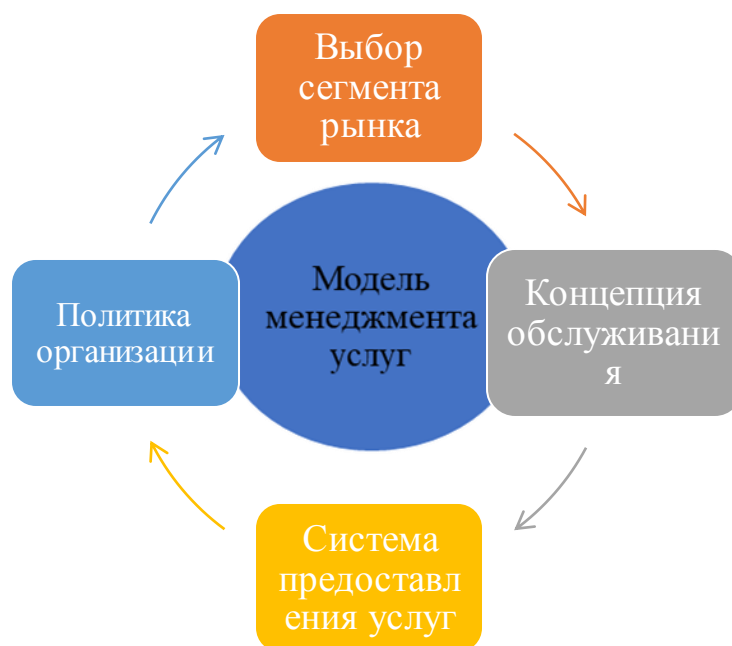 Выбор
сегмента
рынка
Модель
менеджмента
услуг
Концепция
обслуживани
я
Политика
организации
Система
предоставл
ения услуг